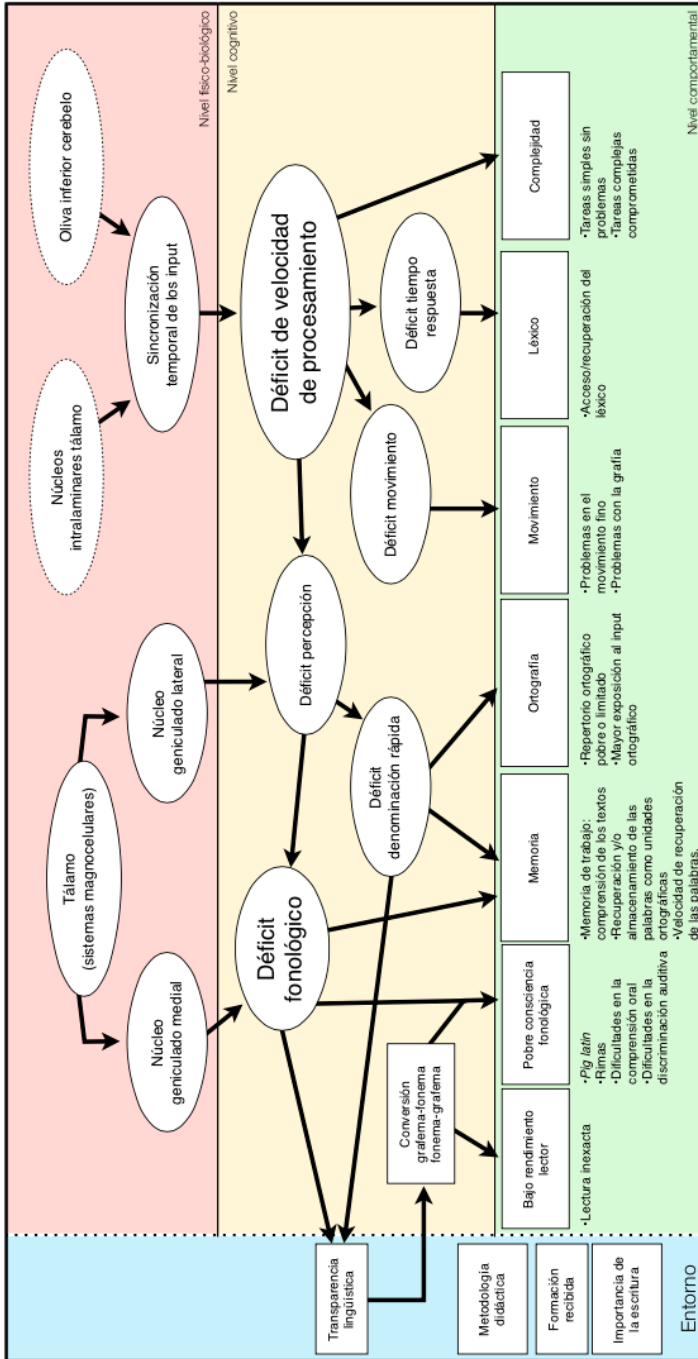 Nivel físico-biológico
Tálamo
(sistemas magnocelulares)
Núcleos
intralaminares tálamo
Oliva inferior cerebelo
Núcleo
geniculado medial
Núcleo
geniculado lateral
Sincronización
temporal de los input
Nivel cognitivo
Déficit
fonológico
Déficit percepción
Déficit de velocidad
de procesamiento
Déficit
denominación rápida
Déficit movimiento
Déficit tiempo
respuesta
Transparencia
lingüística
Conversión
grafema-fonema
fonema-grafema
Metodología
didáctica
Formación
recibida
Importancia de
la escritura
Entorno
Bajo rendimiento
lector
•Lectura inexacta
Pobre consciencia
fonológica
•Pig latin
•Rimas
•Dificultades en la
comprensión oral
•Dificultades en la
discriminación auditiva
Memoria
•Memoria de trabajo:
comprensión de los textos
•Recuperación y/o
almacenamiento de las
palabras como unidades
ortográficas
•Velocidad de recuperación
de las palabras.
Ortografía
•Repertorio ortográfico
pobre o limitado
•Mayor exposición al input
ortográfico
Movimiento
•Problemas en el
movimiento fino
•Problemas con la grafía
Léxico
•Acceso/recuperación del
léxico
Complejidad
•Tareas simples sin
problemas
•Tareas complejas
comprometidas
Nivel comportamental